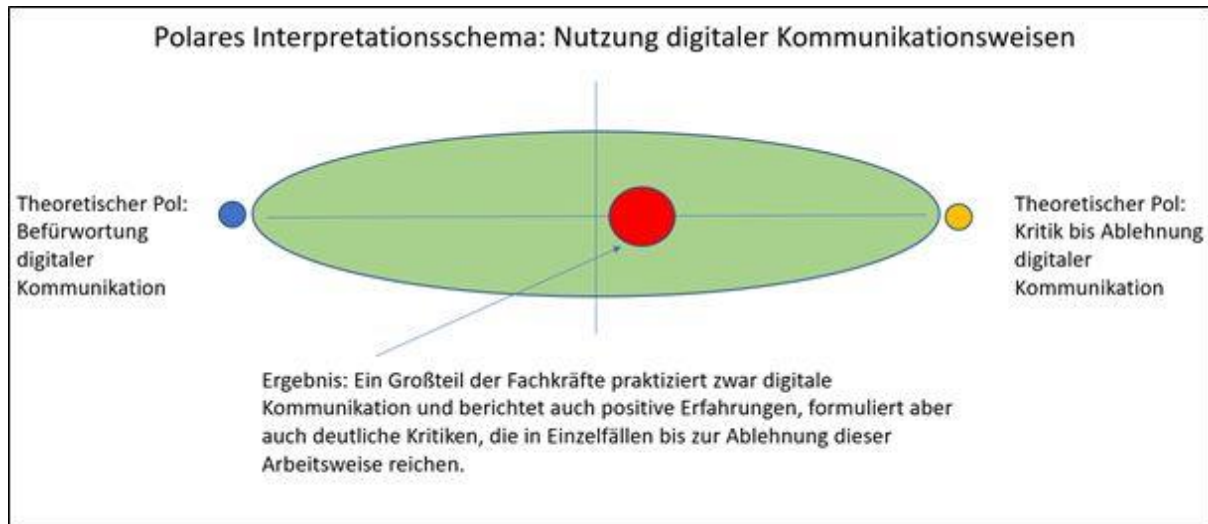 Polares Interpretationsschema: Nutzung digitaler Kommunikationsweisen
Theoretischer Pol:
Befürwortung
digitaler
Kommunikation
Theoretischer Pol:
Kritik bis Ablehnung
digitaler
Kommunikation
Ergebnis: Ein Großteil der Fachkräfte praktiziert zwar digitale
Kommunikation und berichtet auch positive Erfahrungen, formuliert aber
auch deutliche Kritiken, die in Einzelfällen bis zur Ablehnung dieser
Arbeitsweise reichen.